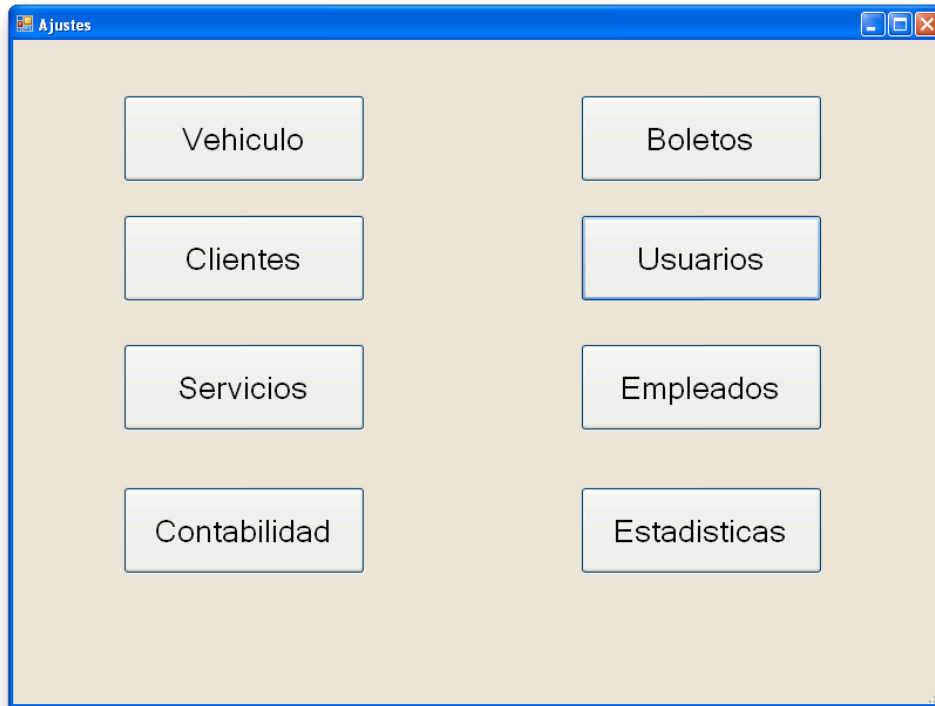 Ajustes
Vehiculo
Boletos
Clientes
Usuarios
Servicios
Empleados
Contabilidad
Estadisticas